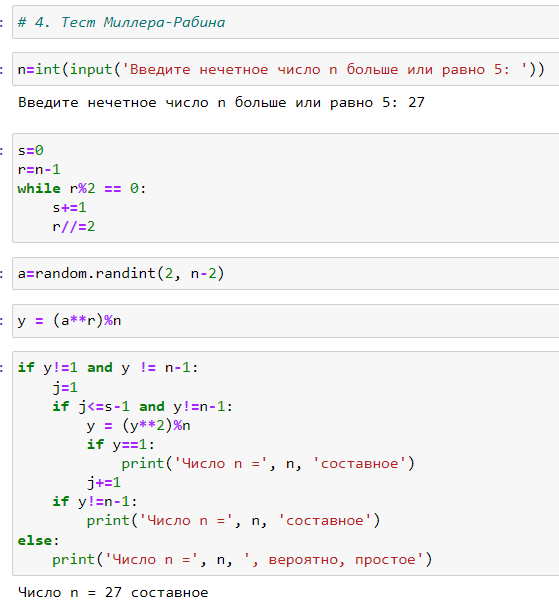 # 4. Тест Миллера-Рабина
n=int(input('Введите нечетное число n больше или равно 5: '))
Введите нечетное число n больше или равно 5: 27
s=0
r=n-1
while r%2 == 0:
    s+=1
    r//=2
a=random.randint(2, n-2)
y = (a**r)%n
if y!=1 and y != n-1:
    j=1
    if j<=s-1 and y!=n-1:
        y = (y**2)%n
        if y==1:
            print('Число n =', n, 'составное')
        j+=1
    if y!=n-1:
        print('Число n =', n, 'составное')
else:
    print('Число n =', n, ', вероятно, простое')
Число n = 27 составное